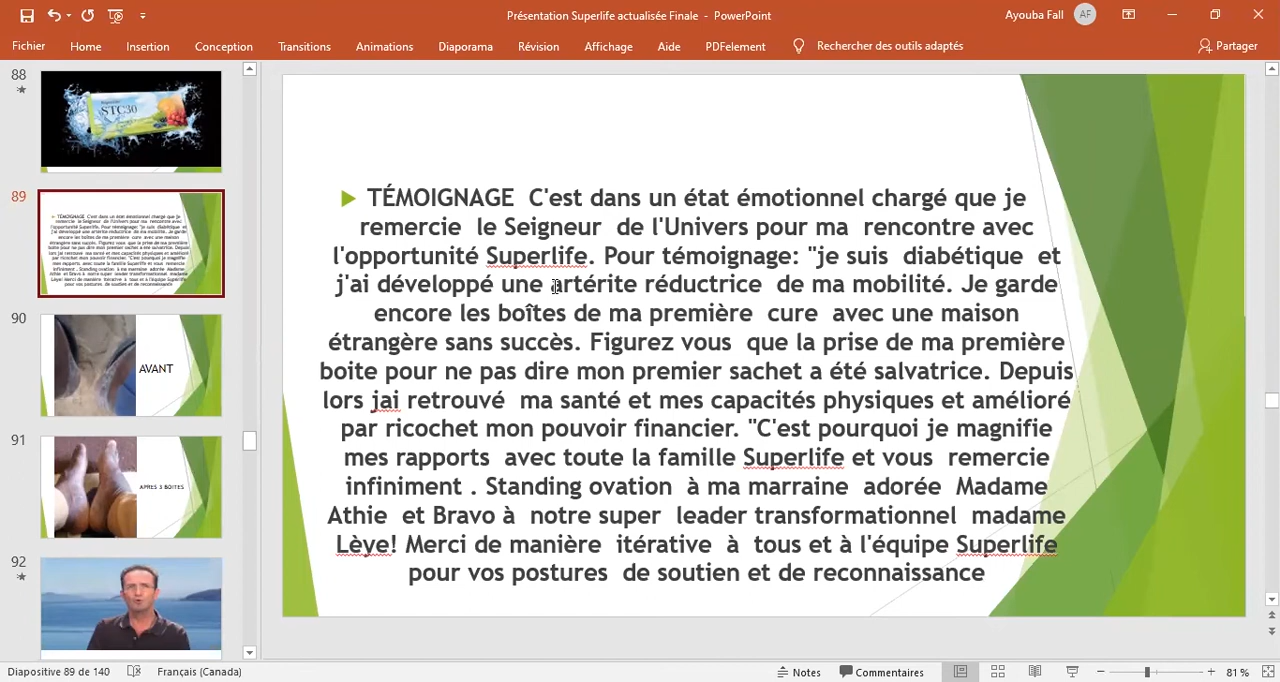 Présentation Superlife actualisée Finale - PowerPoint
Ayouba Fall
AF
Fichier Home Insertion Conception Transitions Animations Diaporama Révision Affichage Aide PDFelement Rechercher des outils adaptés Partager
88
STC30
89
TÉMOIGNAGE C'est dans un état émotionnel chargé que je
remercie le Seigneur de l'Univers pour ma rencontre avec
l'opportunité Superlife. Pour témoignage: "je suis diabétique et
j'ai développé une artérite réductrice de ma mobilité. Je garde
encore les boîtes de ma première cure avec une maison
étrangère sans succès. Figurez vous que la prise de ma première
boite pour ne pas dire mon premier sachet a été salvatrice. Depuis
lors jai retrouvé ma santé et mes capacités physiques et amélioré
par ricochet mon pouvoir financier. "C'est pourquoi je magnifie
mes rapports avec toute la famille Superlife et vous remercie
infiniment . Standing ovation à ma marraine adorée Madame
Athie et Bravo à notre super leader transformationnel madame
Lèye! Merci de manière itérative à tous et à l'équipe Superlife
pour vos postures de soutien et de reconnaissance
90
AVANT
91
APRES 3 BOITES
92
Diapositive 89 de 140 Français (Canada) Notes Commentaires 81 %